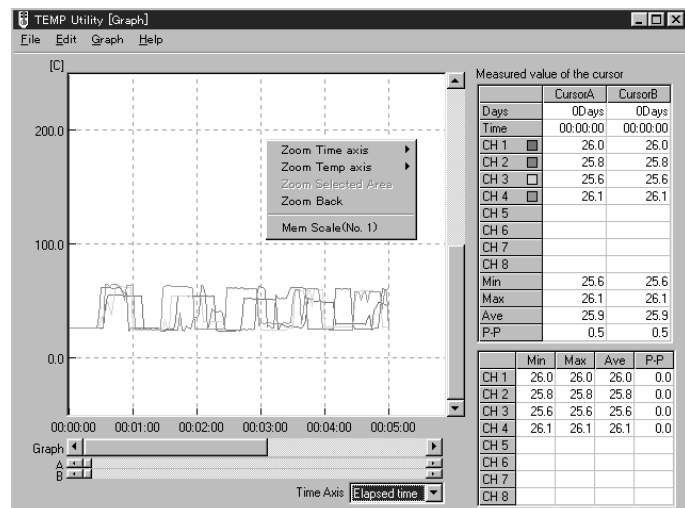 TEMP Utility [Graph]
File Edit Graph Help
[C]
200.0
100.0
0.0
00:00:00 00:01:00 00:02:00 00:03:00 00:04:00 00:05:00
Zoom Time axis
Zoom Temp axis
Zoom Selected Area
Zoom Back
Mem Scale(No. 1)
Graph
A
B
Time Axis Elapsed time
Measured value of the cursor
CursorA CursorB
Days 0Days 0Days
Time 00:00:00 00:00:00
CH 1 26.0 26.0
CH 2 25.8 25.8
CH 3 25.6 25.6
CH 4 26.1 26.1
CH 5
CH 6
CH 7
CH 8
Min 25.6 25.6
Max 26.1 26.1
Ave 25.9 25.9
P-P 0.5 0.5
Min Max Ave P-P
CH 1 26.0 26.0 26.0 0.0
CH 2 25.8 25.8 25.8 0.0
CH 3 25.6 25.6 25.6 0.0
CH 4 26.1 26.1 26.1 0.0
CH 5
CH 6
CH 7
CH 8